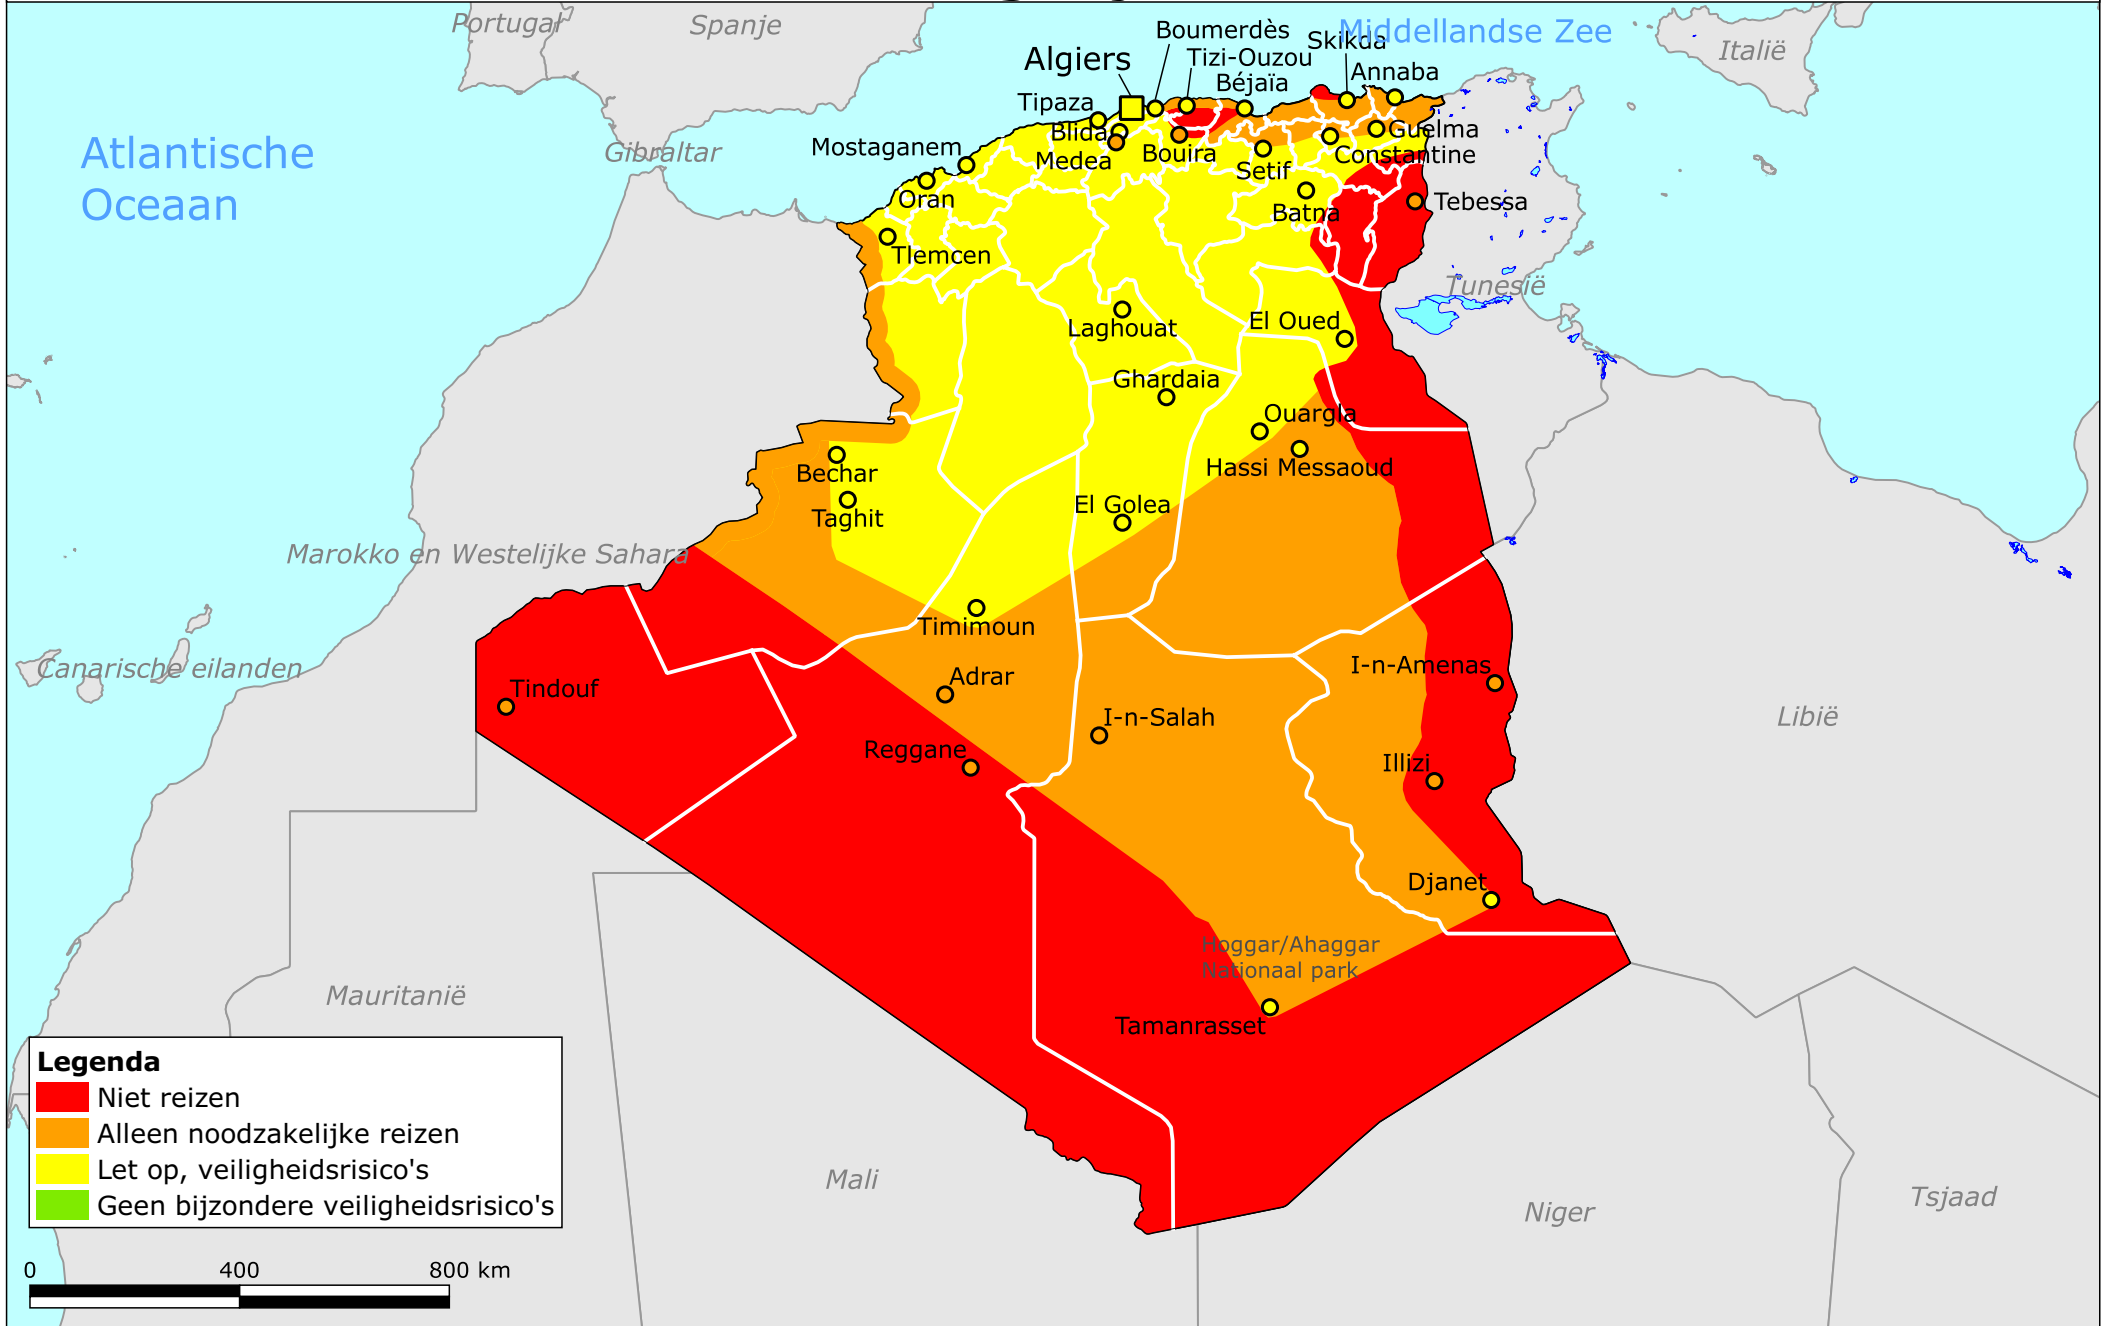 Portugal
Spanje
Boumerdès
Middellandse Zee
Skikda
Italië
Algiers
Tizi-Ouzou
Béjaïa
Annaba
Tipaza
Blida
Guelma
Atlantische
Oceaan
Gibraltar
Mostaganem
Medea
Bouira
Constantine
Setif
Oran
Batna
Tebessa
Tlemcen
Tunesië
Laghouat
El Oued
Ghardaia
Ouargla
Bechar
Hassi Messaoud
Taghit
El Golea
Marokko en Westelijke Sahara
Timimoun
Canarische eilanden
Tindouf
Adrar
I-n-Amenas
I-n-Salah
Libië
Reggane
Illizi
Djanet
Hoggar/Ahaggar
Nationaal park
Mauritanië
Tamanrasset
Legenda
Niet reizen
Alleen noodzakelijke reizen
Let op, veiligheidsrisico's
Geen bijzondere veiligheidsrisico's
Mali
Niger
Tsjaad
0 400 800 km